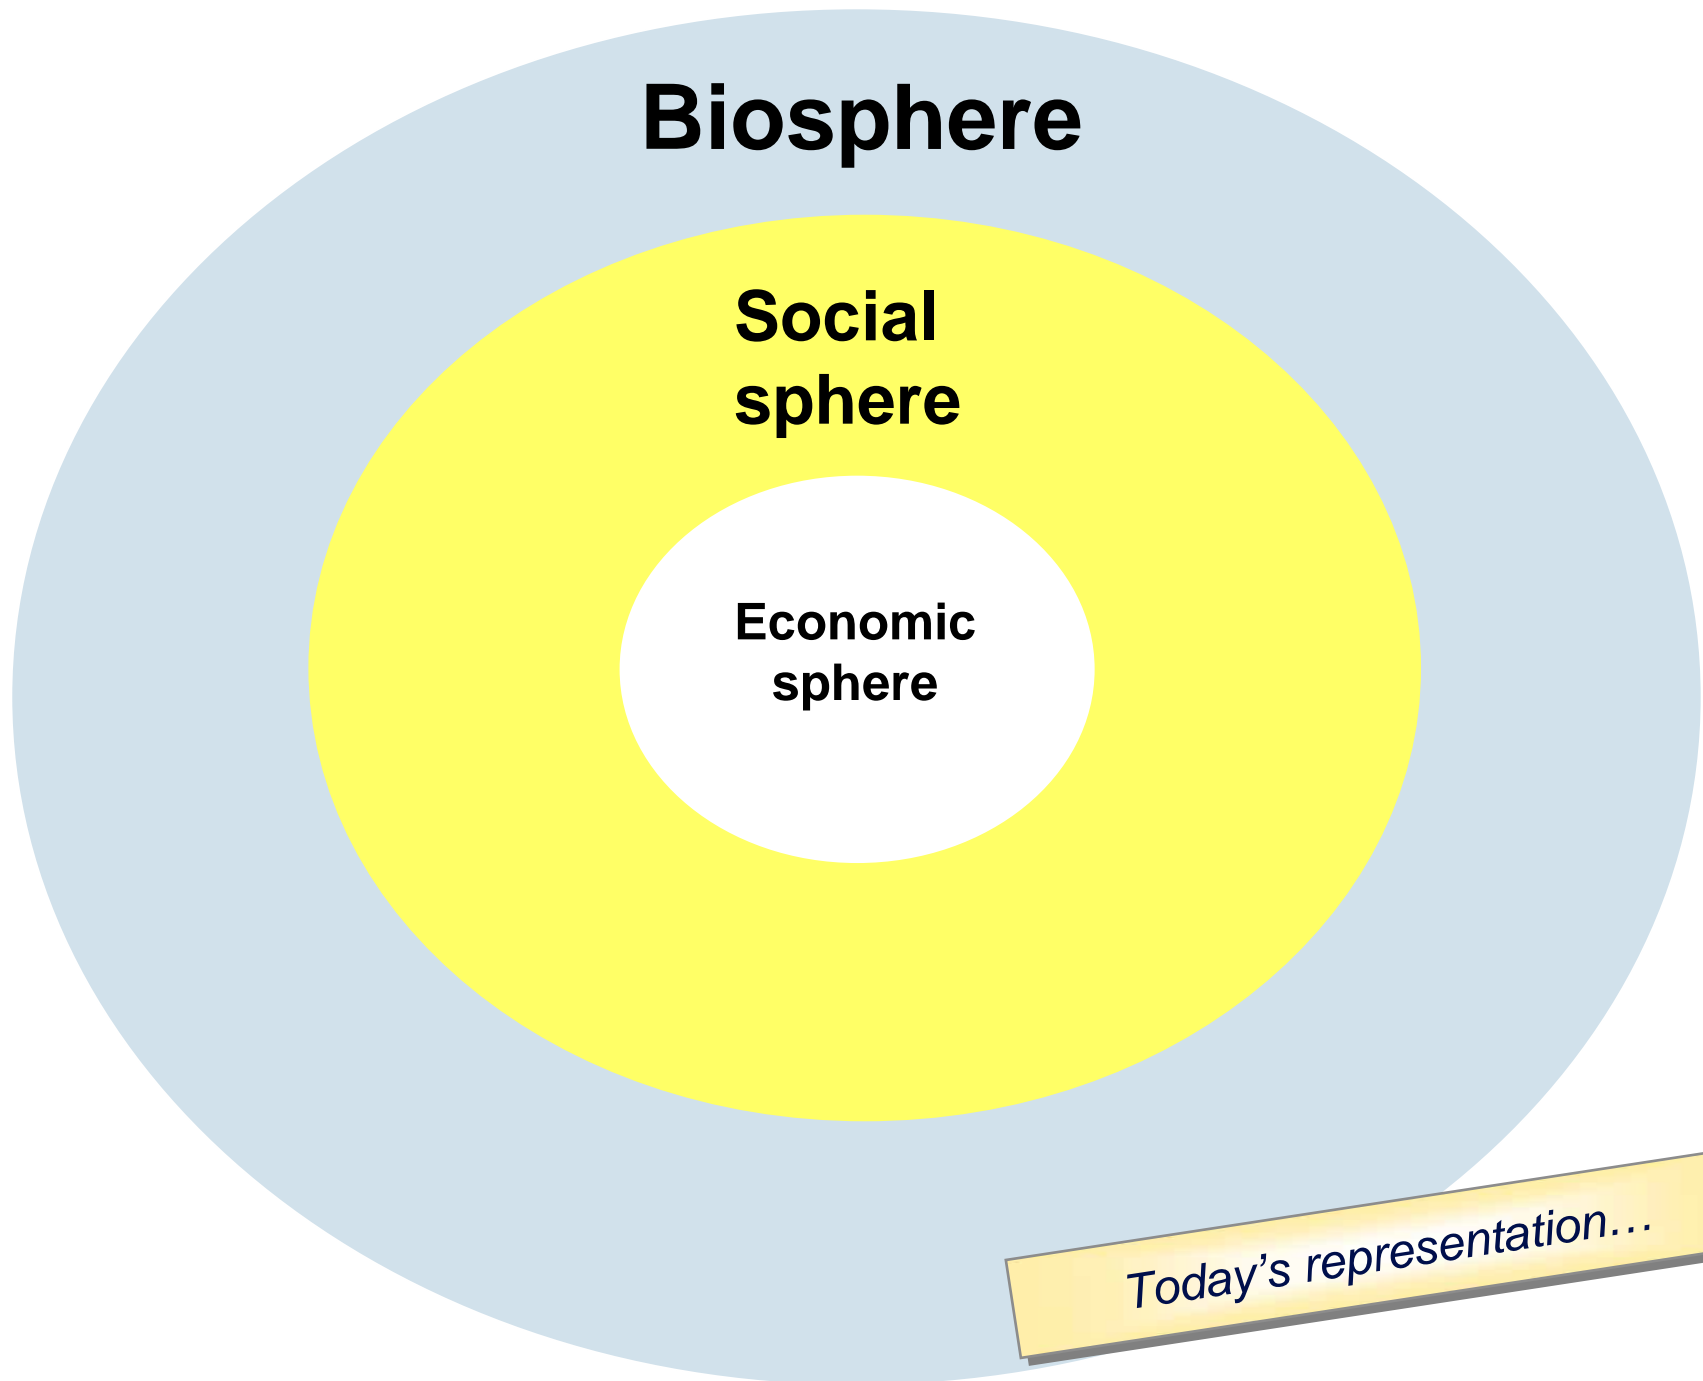 Biosphere
Social
sphere
Economic
sphere
Today’s representation…